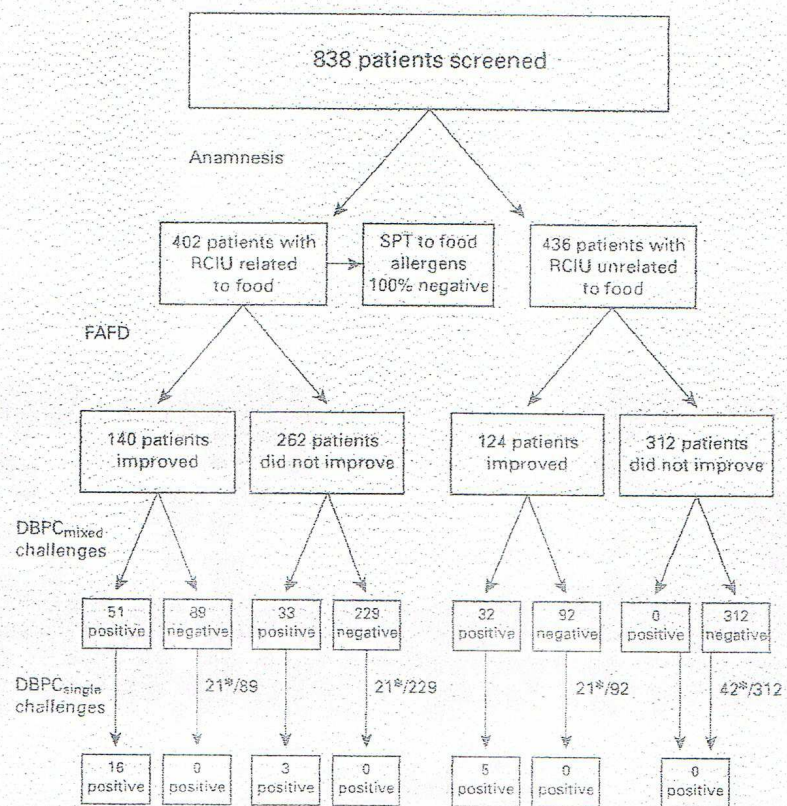 838 patients screened
Anamnesis
402 patients with
RCIU related
to food
SPT to food
allergens
100% negative
436 patients with
RCIU unrelated
to food
FAFD
140 patients
improved
262 patients
did not improve
124 patients
improved
312 patients
did not improve
DBPCmixed
challenges
51
positive
89
negative
33
positive
229
negative
32
positive
92
negative
0
positive
312
negative
DBPCsingle
challenges
21*/89
21*/229
21*/92
42*/312
16
positive
0
positive
3
positive
0
positive
5
positive
0
positive
0
positive